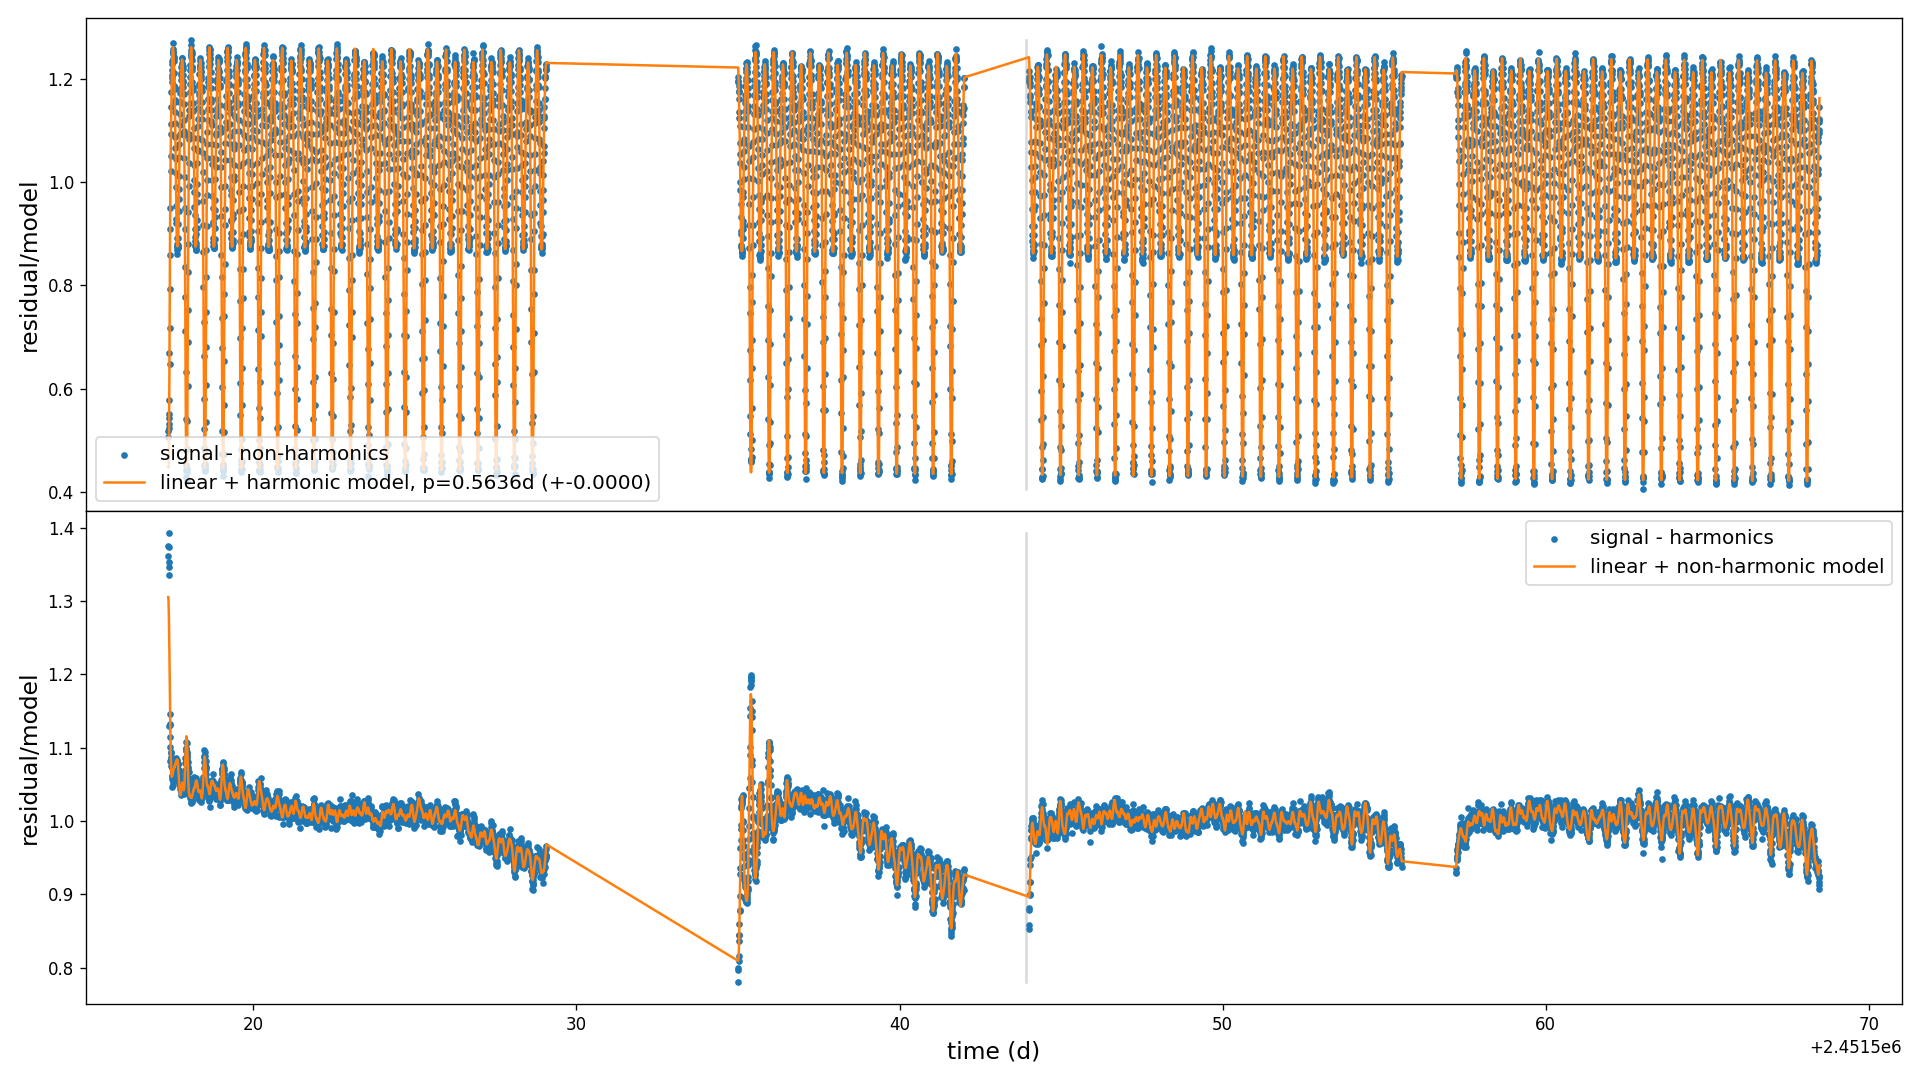 residual/model
1.2
1.0
0.8
0.6
0.4
signal - non-harmonics
linear + harmonic model, p=0.5636d (+-0.0000)
residual/model
1.4
1.3
1.2
1.1
1.0
0.9
0.8
signal - harmonics
linear + non-harmonic model
20 30 40 50 60 70
time (d)
+2.4515e6